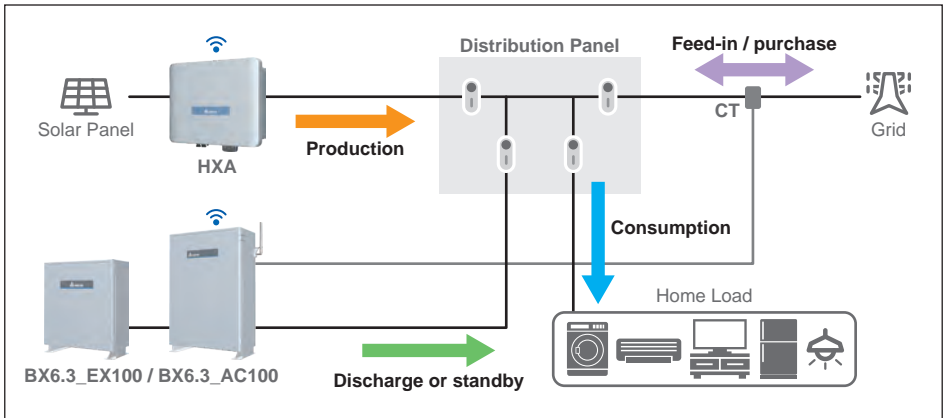 Distribution Panel
Feed-in / purchase
Solar Panel
HXA
Production
CT
Grid
Consumption
Home Load
BX6.3_EX100 / BX6.3_AC100
Discharge or standby